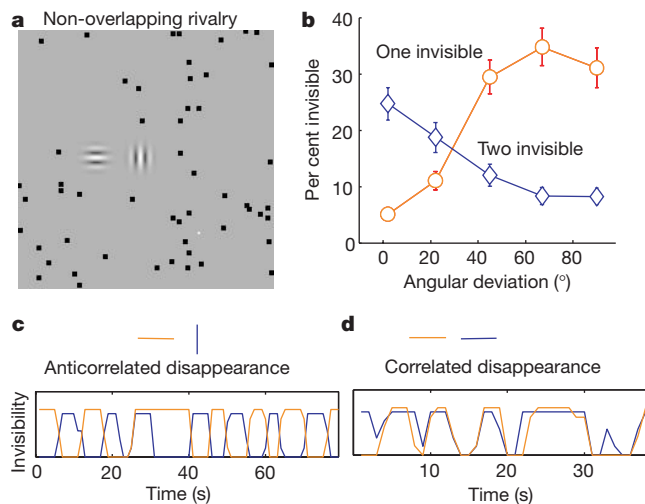 a Non-overlapping rivalry
b
Per cent invisible
40
30
20
10
0
One invisible
Two invisible
0 20 40 60 80
Angular deviation (°)
c
Anticorrelated disappearance
Invisibility
0 20 40 60
Time (s)
d
Correlated disappearance
10 20 30
Time (s)